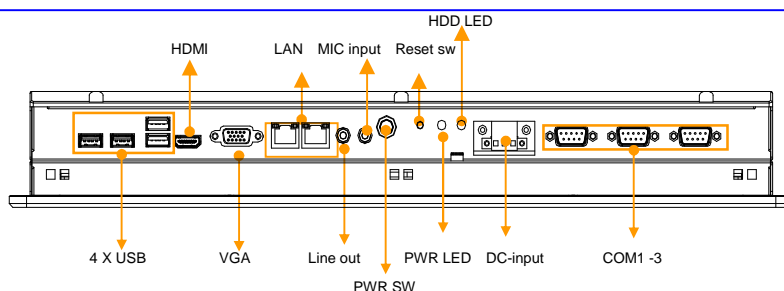 HDD LED
HDMI LAN MIC input Reset sw
4 X USB VGA Line out PWR LED DC-input COM1 -3
PWR SW